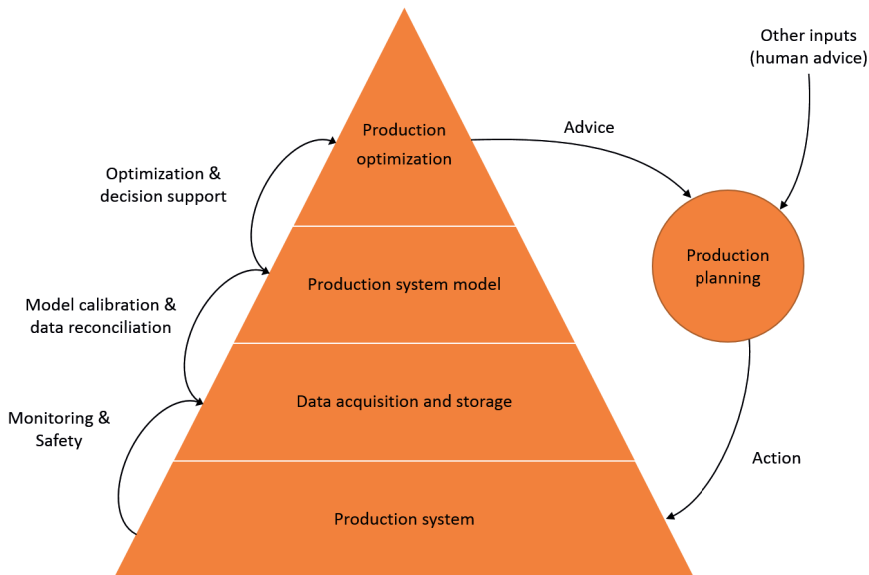 Other inputs
(human advice)
Production
optimization
Advice
Optimization &
decision support
Production
planning
Production system model
Model calibration &
data reconciliation
Data acquisition and storage
Monitoring &
Safety
Action
Production system